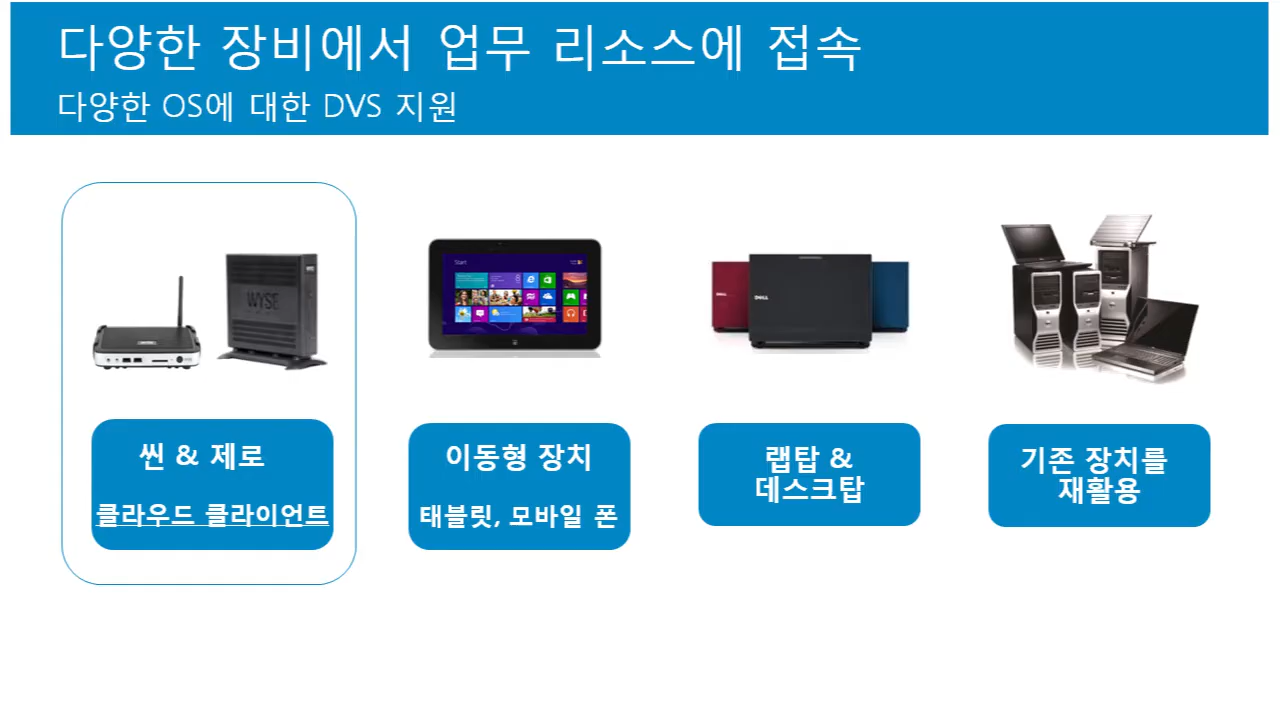 다양한 장비에서 업무 리소스에 접속
다양한 OS에 대한 DVS 지원
WYSE
Start
DELL
씬 & 제로
클라우드 클라이언트
이동형 장치
태블릿, 모바일 폰
랩탑 &
데스크탑
기존 장치를
재활용